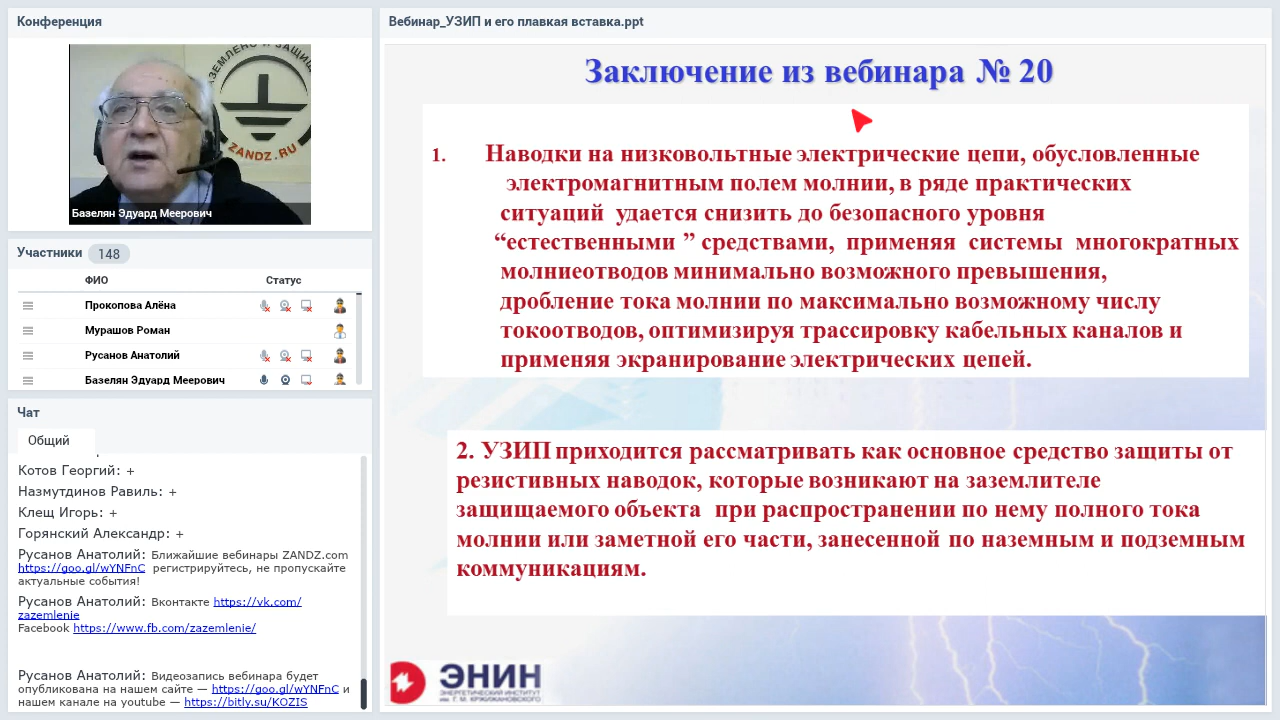 Конференция
ЗАЗЕМЛЕНО И ЗАЩИЩЕ
ZANDZ.RU
Базелян Эдуард Меерович
Участники 148
ФИО Статус
Прокопова Алёна
Мурашов Роман
Русанов Анатолий
Базелян Эдуард Меерович
Чат
Общий
Котов Георгий: +
Назмутдинов Равиль: +
Клещ Игорь: +
Горянский Александр: +
Русанов Анатолий: Ближайшие вебинары ZANDZ.com
https://goo.gl/wYNFnC регистрируйтесь, не пропускайте
актуальные события!
Русанов Анатолий: Вконтакте https://vk.com/
zazemlenie
Facebook https://www.fb.com/zazemlenie/
Русанов Анатолий: Видеозапись вебинара будет
опубликована на нашем сайте — https://goo.gl/wYNFnC и
нашем канале на youtube — https://bitly.su/KOZIS
Вебинар_УЗИП и его плавкая вставка.ppt
Заключение из вебинара № 20
1. Наводки на низковольтные электрические цепи, обусловленные
электромагнитным полем молнии, в ряде практических
ситуаций удается снизить до безопасного уровня
“естественными ” средствами, применяя системы многократных
молниеотводов минимально возможного превышения,
дробление тока молнии по максимально возможному числу
токоотводов, оптимизируя трассировку кабельных каналов и
применяя экранирование электрических цепей.
2. УЗИП приходится рассматривать как основное средство защиты от
резистивных наводок, которые возникают на заземлителе
защищаемого объекта при распространении по нему полного тока
молнии или заметной его части, занесенной по наземным и подземным
коммуникациям.
ЭНИН
ЭНЕРГЕТИЧЕСКИЙ ИНСТИТУТ
им. Г. М. КРЖИЖАНОВСКОГО